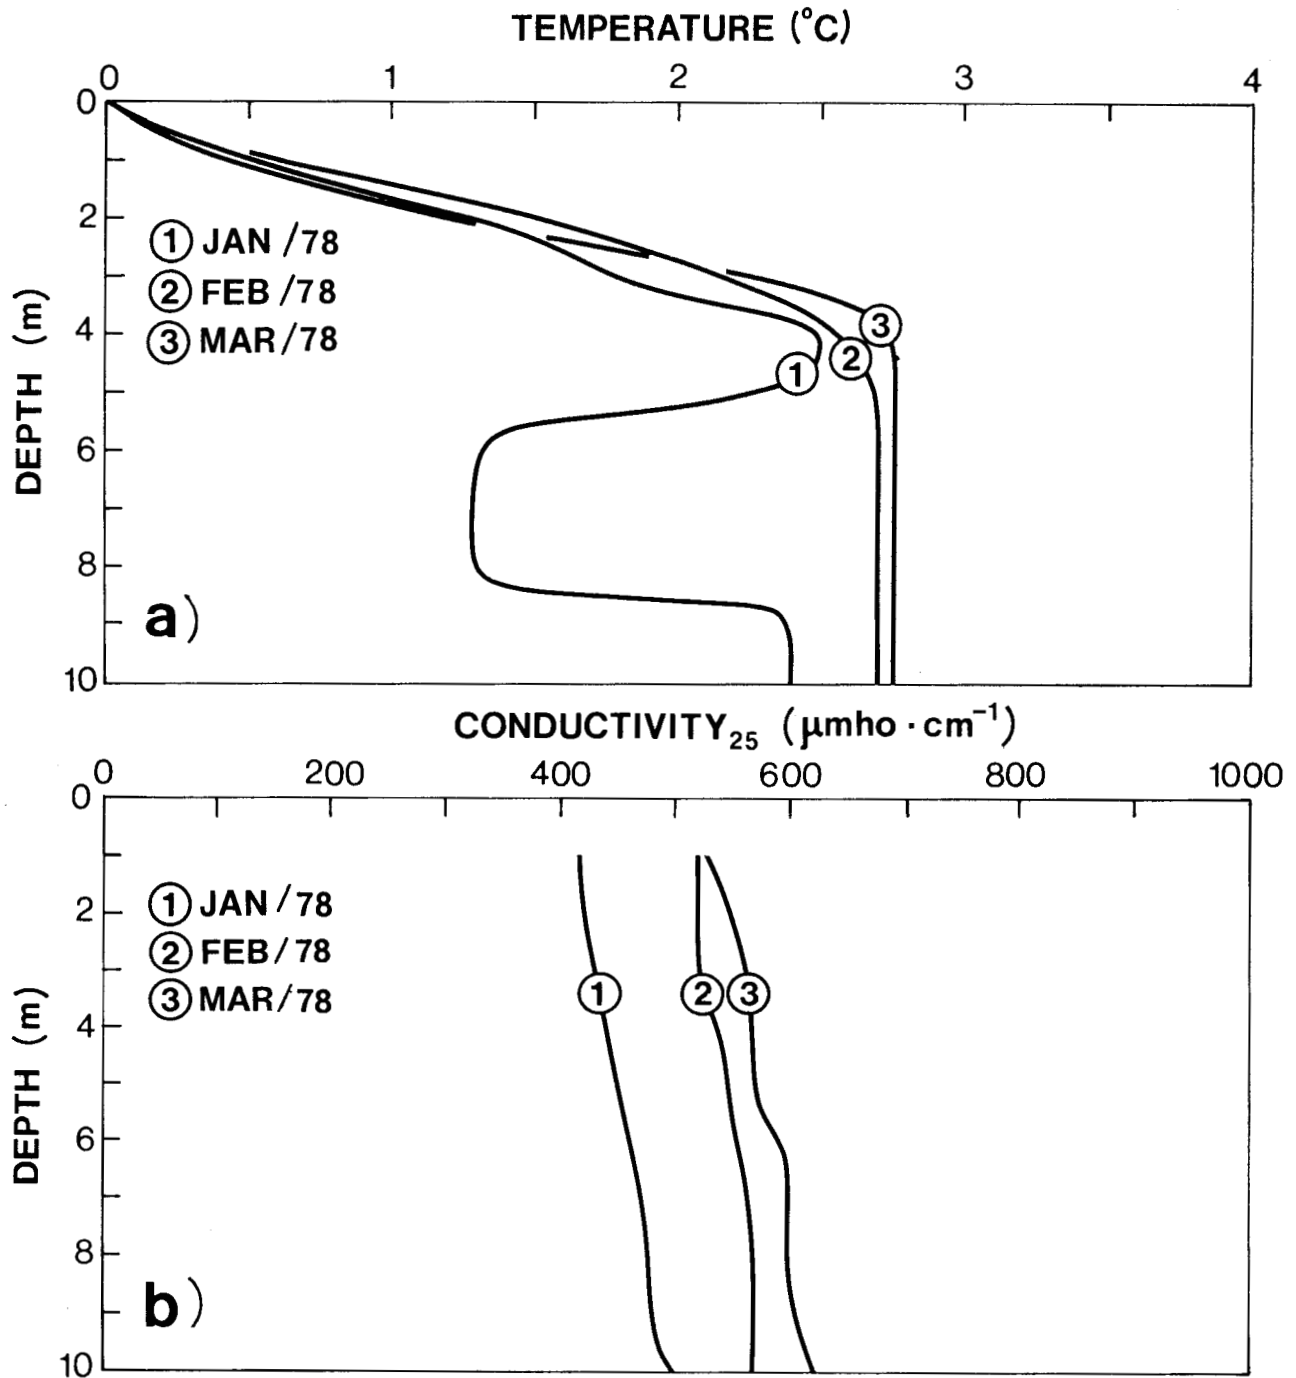 TEMPERATURE (°C)
0 1 2 3 4
0
2
① JAN /78
② FEB /78
③ MAR /78
4
6
8
10
DEPTH (m)
1
2
3
a)
CONDUCTIVITY₂₅ (μmho · cm⁻¹)
0 200 400 600 800 1000
0
2
① JAN /78
② FEB/78
③ MAR/78
4
6
8
10
DEPTH (m)
1 2 3
b)